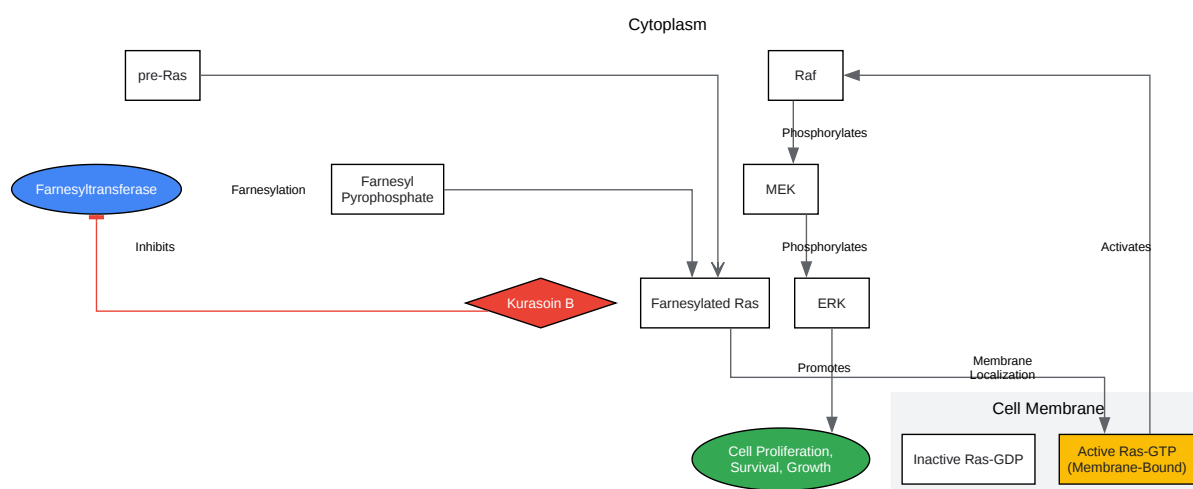 Cytoplasm
pre-Ras
Raf
Phosphorylates
Farnesyltransferase
Farnesylation
Farnesyl
Pyrophosphate
MEK
Inhibits
Phosphorylates
Activates
Kurasoin B
Farnesylated Ras
ERK
Promotes
Membrane
Localization
Cell Membrane
Cell Proliferation,
Survival, Growth
Inactive Ras-GDP
Active Ras-GTP
(Membrane-Bound)